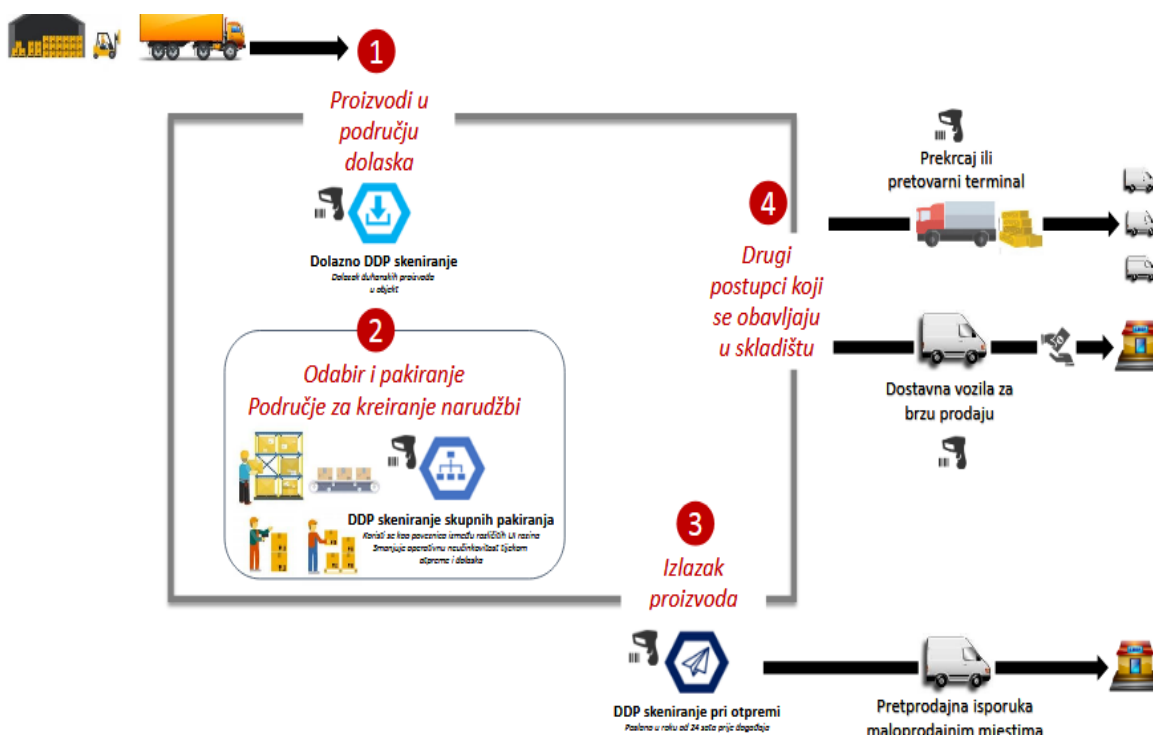 1
Proizvodi u
području
dolaska
Dolazno DDP skeniranje
Dolazak duhanskih proizvoda
u objekt
2
Odabir i pakiranje
Područje za kreiranje narudžbi
DDP skeniranje skupnih pakiranja
Koristi se kao poveznica između različitih UI razina
Smanjuje operativnu neučinkovitost tijekom
otpreme i dolaska
3
Izlazak
proizvoda
DDP skeniranje pri otpremi
Poslano u roku od 24 sata prije događaja
4
Drugi
postupci koji
se obavljaju
u skladištu
Prekrcaj ili
pretovarni terminal
Dostavna vozila za
brzu prodaju
Pretprodajna isporuka
maloprodajnim mjestima